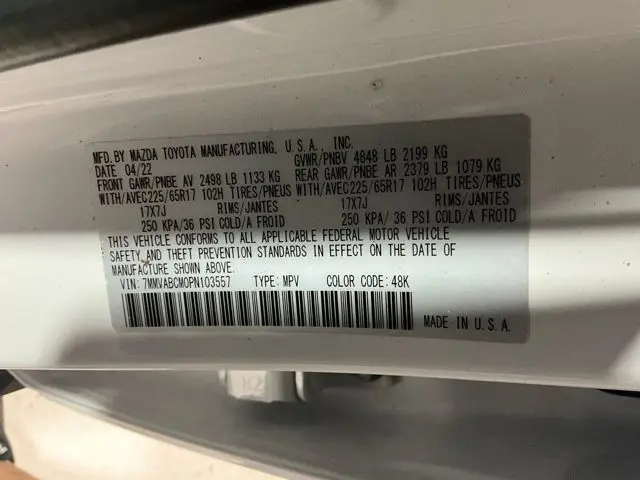 MFD.BY MAZDA TOYOTA MANUFACTURING, U.S.A., INC.
DATE 04/22 GVWR/PNBV 4848 LB 2199 KG
FRONT GAWR/PNBE AV 2498 LB 1133 KG REAR GAWR/PNBE AR 2379 LB 1079 KG
WITH/AVEC225/65R17 102H TIRES/PNEUS WITH/AVEC225/65R17 102H TIRES/PNEUS
17X7J RIMS/JANTES 17X7J RIMS/JANTES
250 KPA/36 PSI COLD/A FROID 250 KPA/ 36 PSI COLD/A FROID
THIS VEHICLE CONFORMS TO ALL APPLICABLE FEDERAL MOTOR VEHICLE
SAFETY AND THEFT PREVENTION STANDARDS IN EFFECT ON THE DATE OF
MANUFACTURE SHOWN ABOVE.
VIN: 7MMVABCM0PN103557 TYPE: MPV COLOR CODE: 48K
MADE IN U.S.A.